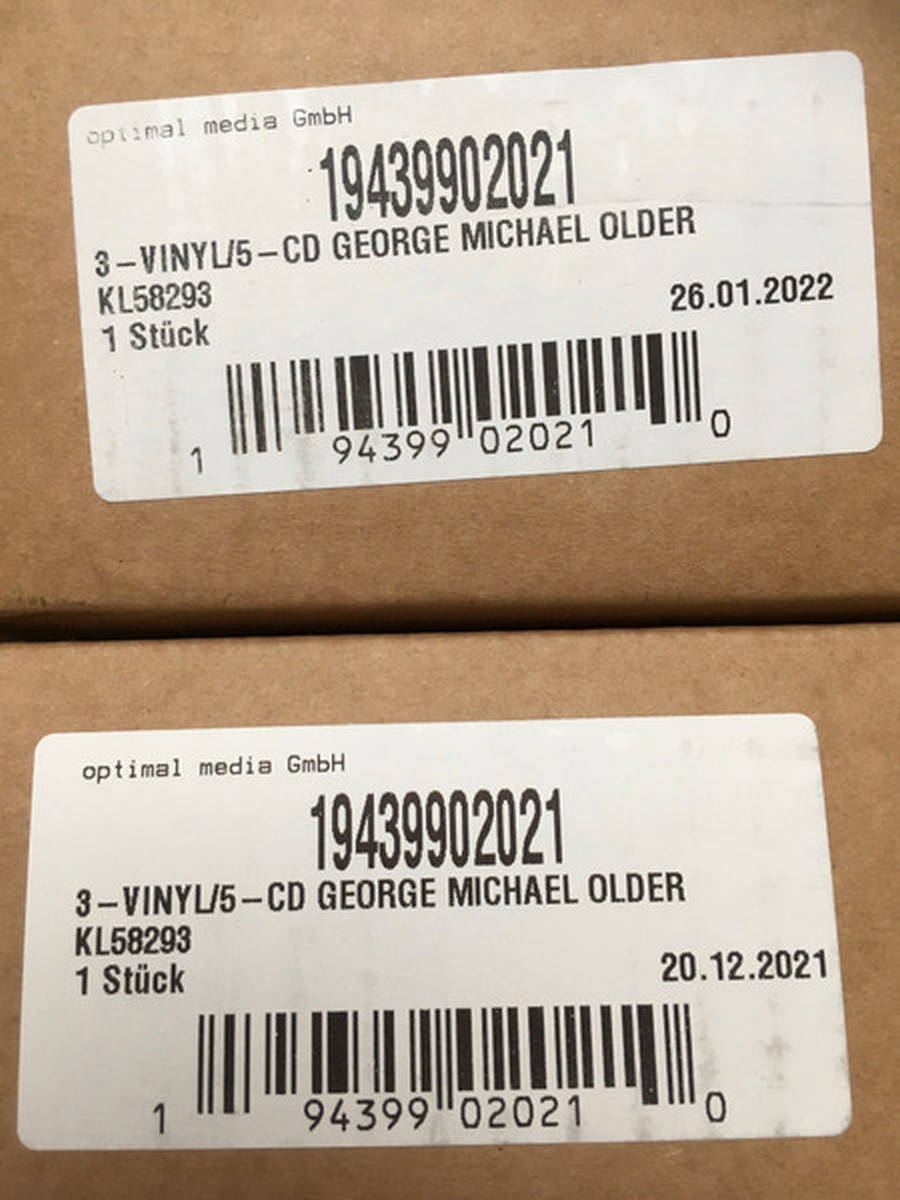 optimal media GmbH
19439902021
3-VINYL/5-CD GEORGE MICHAEL OLDER
KL58293
26.01.2022
1 Stück
1 94399 02021 0
optimal media GmbH
19439902021
3-VINYL/5-CD GEORGE MICHAEL OLDER
KL58293
20.12.2021
1 Stück
1 94399 02021 0